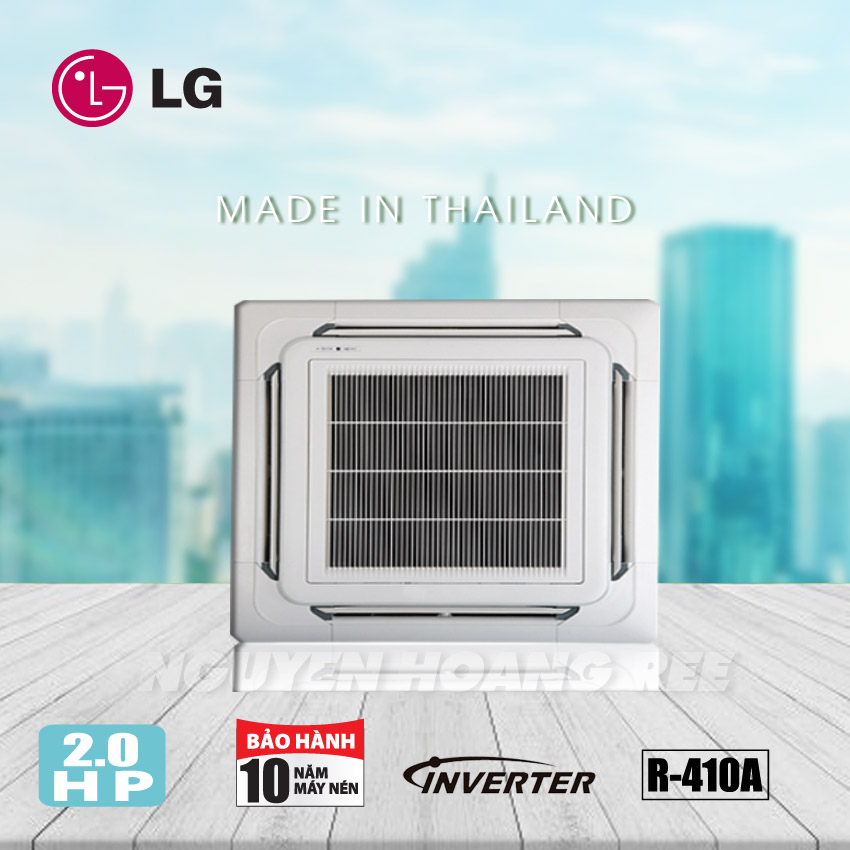 LG
MADE IN THAILAND
NGUYEN HOANG REE
2.0
HP
BẢO HÀNH
10 NĂM
MÁY NÉN
INVERTER
R-410A